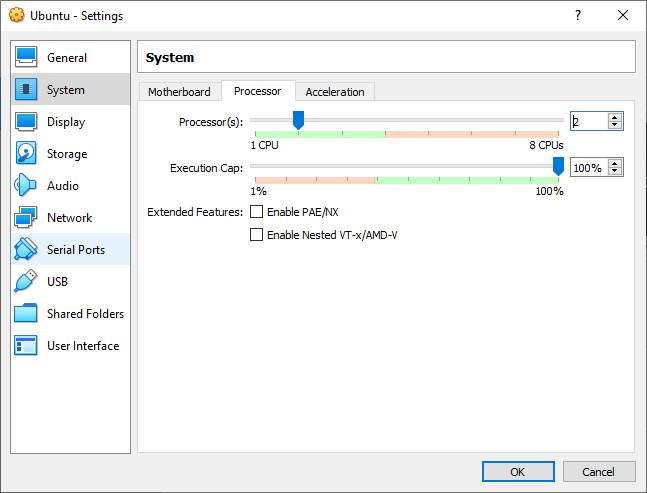 Ubuntu - Settings
?
General
System
Display
Storage
Audio
Network
Serial Ports
USB
Shared Folders
User Interface
System
Motherboard
Processor
Acceleration
Processor(s):
2
1 CPU
8 CPUs
Execution Cap:
100%
1%
100%
Extended Features:
Enable PAE/NX
Enable Nested VT-x/AMD-V
OK
Cancel